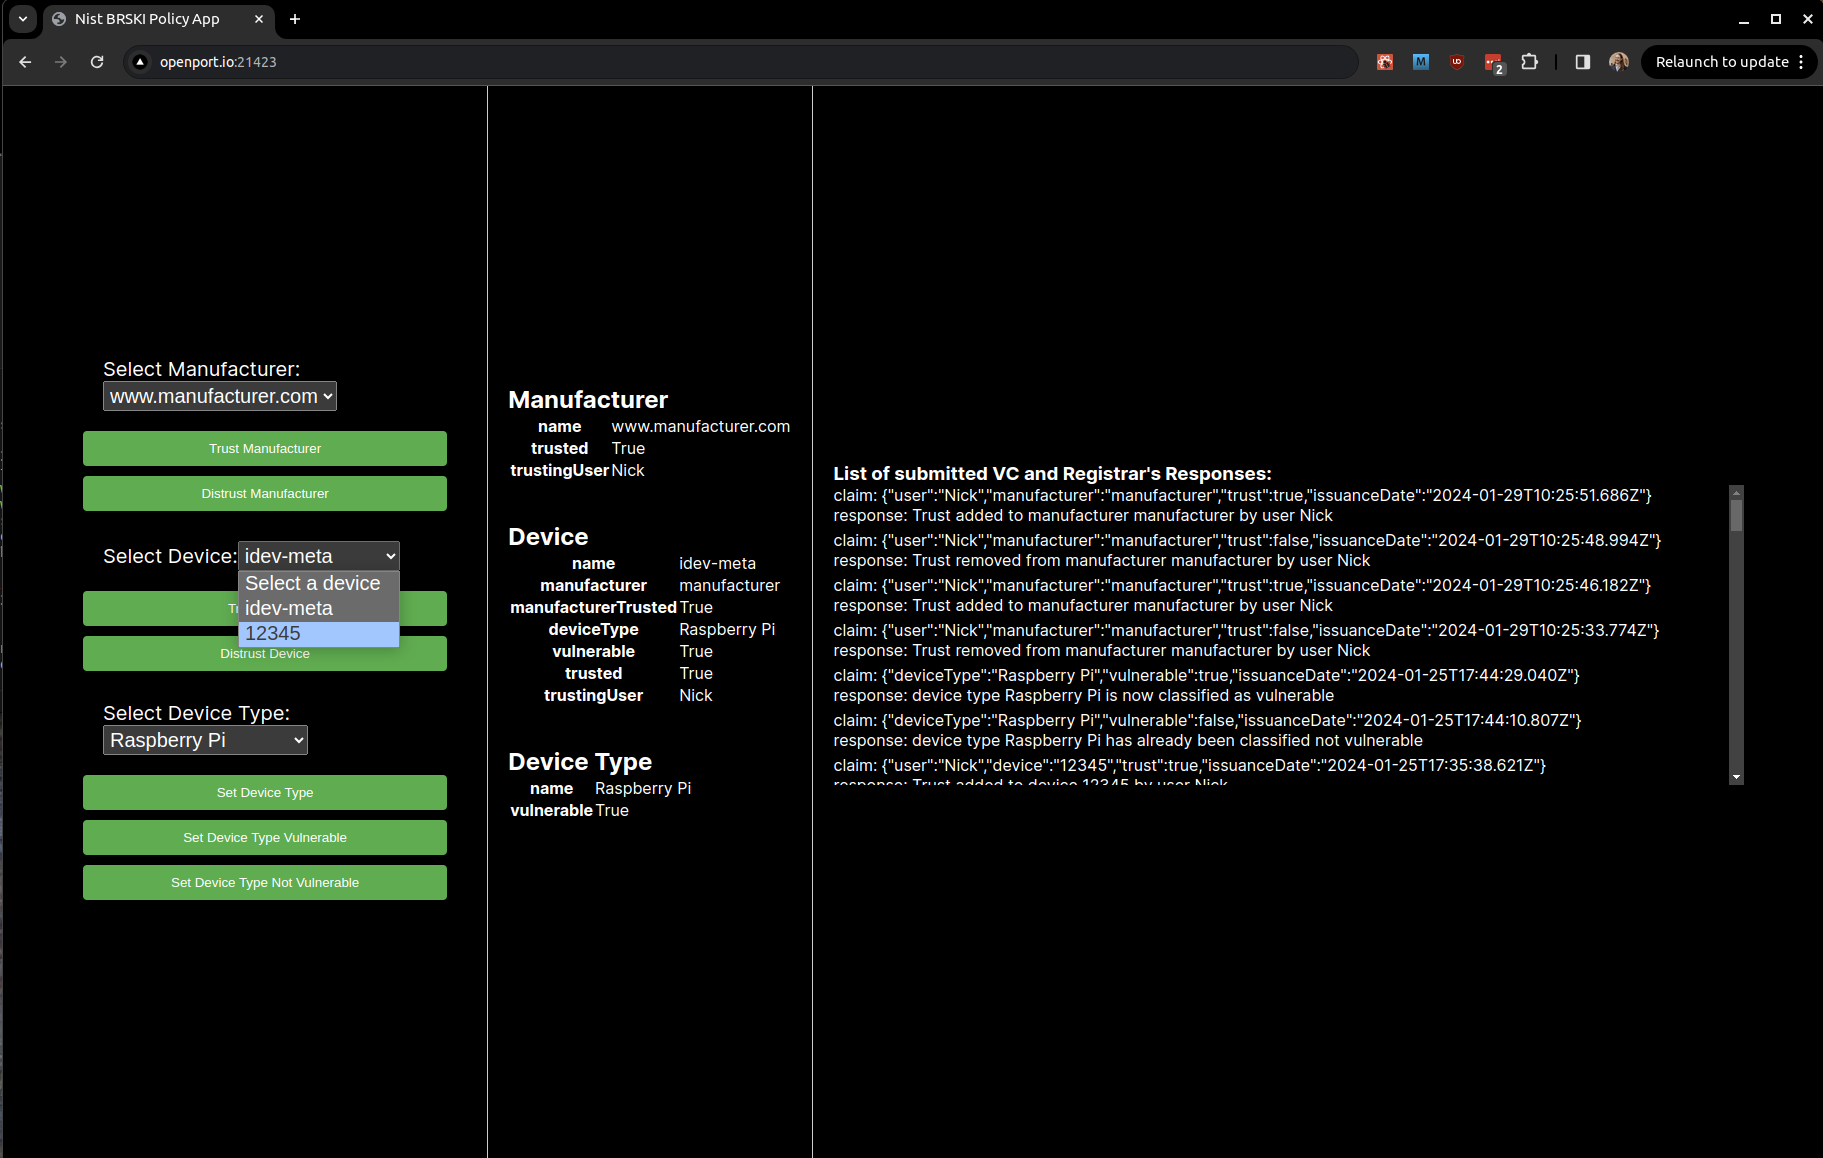 Nist BRSKI Policy App
openport.io:21423
2
Relaunch to update
Select Manufacturer:
www.manufacturer.com
Trust Manufacturer
Distrust Manufacturer
Select Device:
idev-meta
Select a device
idev-meta
12345
Distrust Device
Select Device Type:
Raspberry Pi
Set Device Type
Set Device Type Vulnerable
Set Device Type Not Vulnerable
Manufacturer
name www.manufacturer.com
trusted True
trustingUser Nick
Device
name idev-meta
manufacturer manufacturer
manufacturerTrusted True
deviceType Raspberry Pi
vulnerable True
trusted True
trustingUser Nick
Device Type
name Raspberry Pi
vulnerable True
List of submitted VC and Registrar's Responses:
claim: {"user":"Nick","manufacturer":"manufacturer","trust":true,"issuanceDate":"2024-01-29T10:25:51.686Z"}
response: Trust added to manufacturer manufacturer by user Nick
claim: {"user":"Nick","manufacturer":"manufacturer","trust":false,"issuanceDate":"2024-01-29T10:25:48.994Z"}
response: Trust removed from manufacturer manufacturer by user Nick
claim: {"user":"Nick","manufacturer":"manufacturer","trust":true,"issuanceDate":"2024-01-29T10:25:46.182Z"}
response: Trust added to manufacturer manufacturer by user Nick
claim: {"user":"Nick","manufacturer":"manufacturer","trust":false,"issuanceDate":"2024-01-29T10:25:33.774Z"}
response: Trust removed from manufacturer manufacturer by user Nick
claim: {"deviceType":"Raspberry Pi","vulnerable":true,"issuanceDate":"2024-01-25T17:44:29.040Z"}
response: device type Raspberry Pi is now classified as vulnerable
claim: {"deviceType":"Raspberry Pi","vulnerable":false,"issuanceDate":"2024-01-25T17:44:10.807Z"}
response: device type Raspberry Pi has already been classified not vulnerable
claim: {"user":"Nick","device":"12345","trust":true,"issuanceDate":"2024-01-25T17:35:38.621Z"}
response: Trust added to device 12345 by user Nick